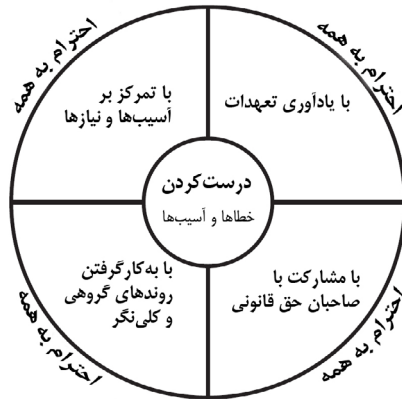 احترام به همه
احترام به همه
با یادآوری تعهدات
با تمرکز بر
آسیب‌ها و نیازها
درست‌کردن
خطاها و آسیب‌ها
با مشارکت با
صاحبان حق قانونی
با به‌کارگرفتن
روندهای گروهی
و کلی‌نگر
احترام به همه
احترام به همه